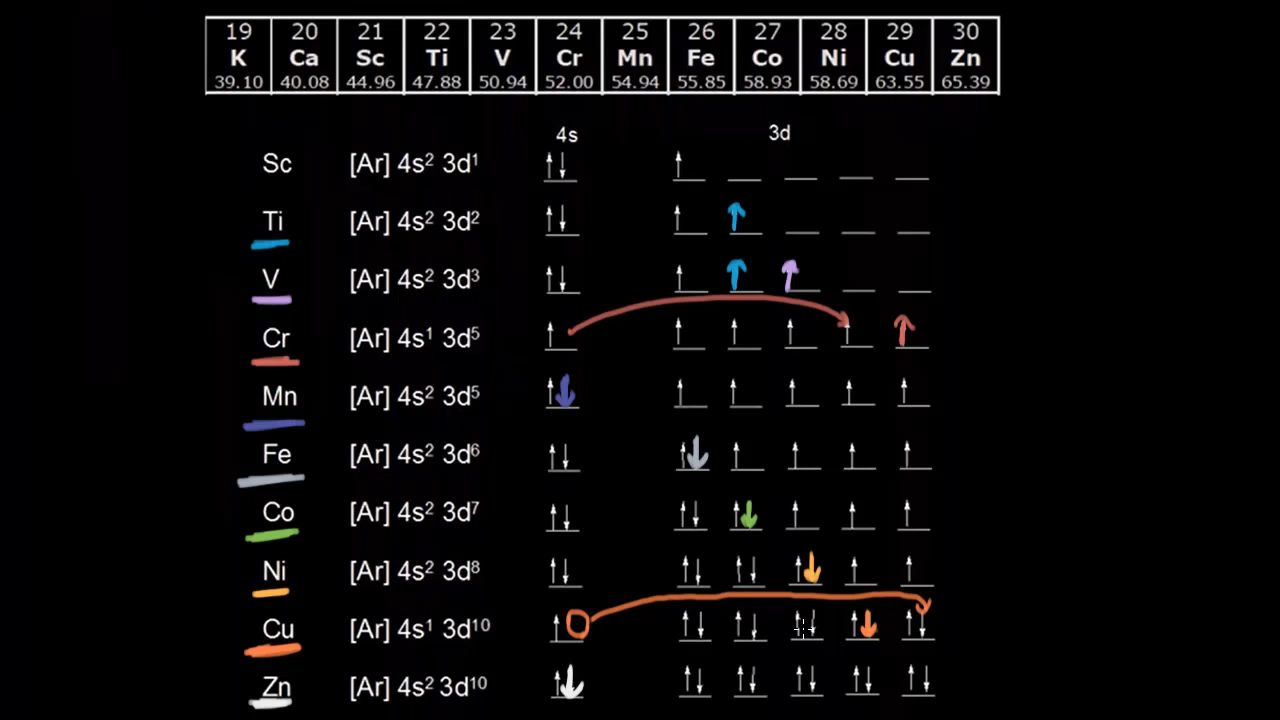 19 20 21 22 23 24 25 26 27 28 29 30
K Ca Sc Ti V Cr Mn Fe Co Ni Cu Zn
39.10 40.08 44.96 47.88 50.94 52.00 54.94 55.85 58.93 58.69 63.55 65.39
4s 3d
Sc [Ar] 4s² 3d¹
Ti [Ar] 4s² 3d²
V [Ar] 4s² 3d³
Cr [Ar] 4s¹ 3d⁵
Mn [Ar] 4s² 3d⁵
Fe [Ar] 4s² 3d⁶
Co [Ar] 4s² 3d⁷
Ni [Ar] 4s² 3d⁸
Cu [Ar] 4s¹ 3d¹⁰
Zn [Ar] 4s² 3d¹⁰